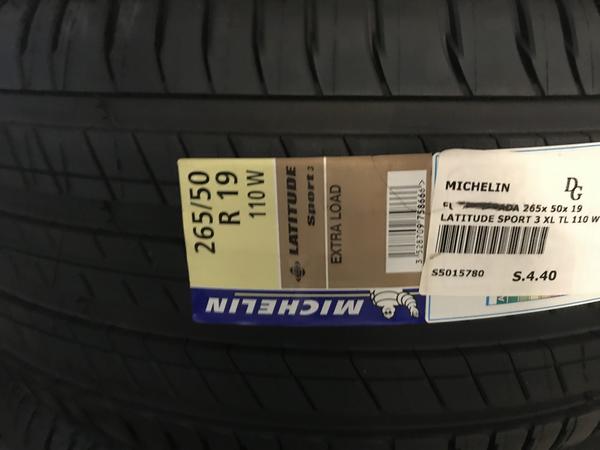 265/50
R 19
110 W
LATITUDE
Sport 3
EXTRA LOAD
MICHELIN
MICHELIN
DG
265x 50x 19
LATITUDE SPORT 3 XL TL 110 W
S5015780
S.4.40